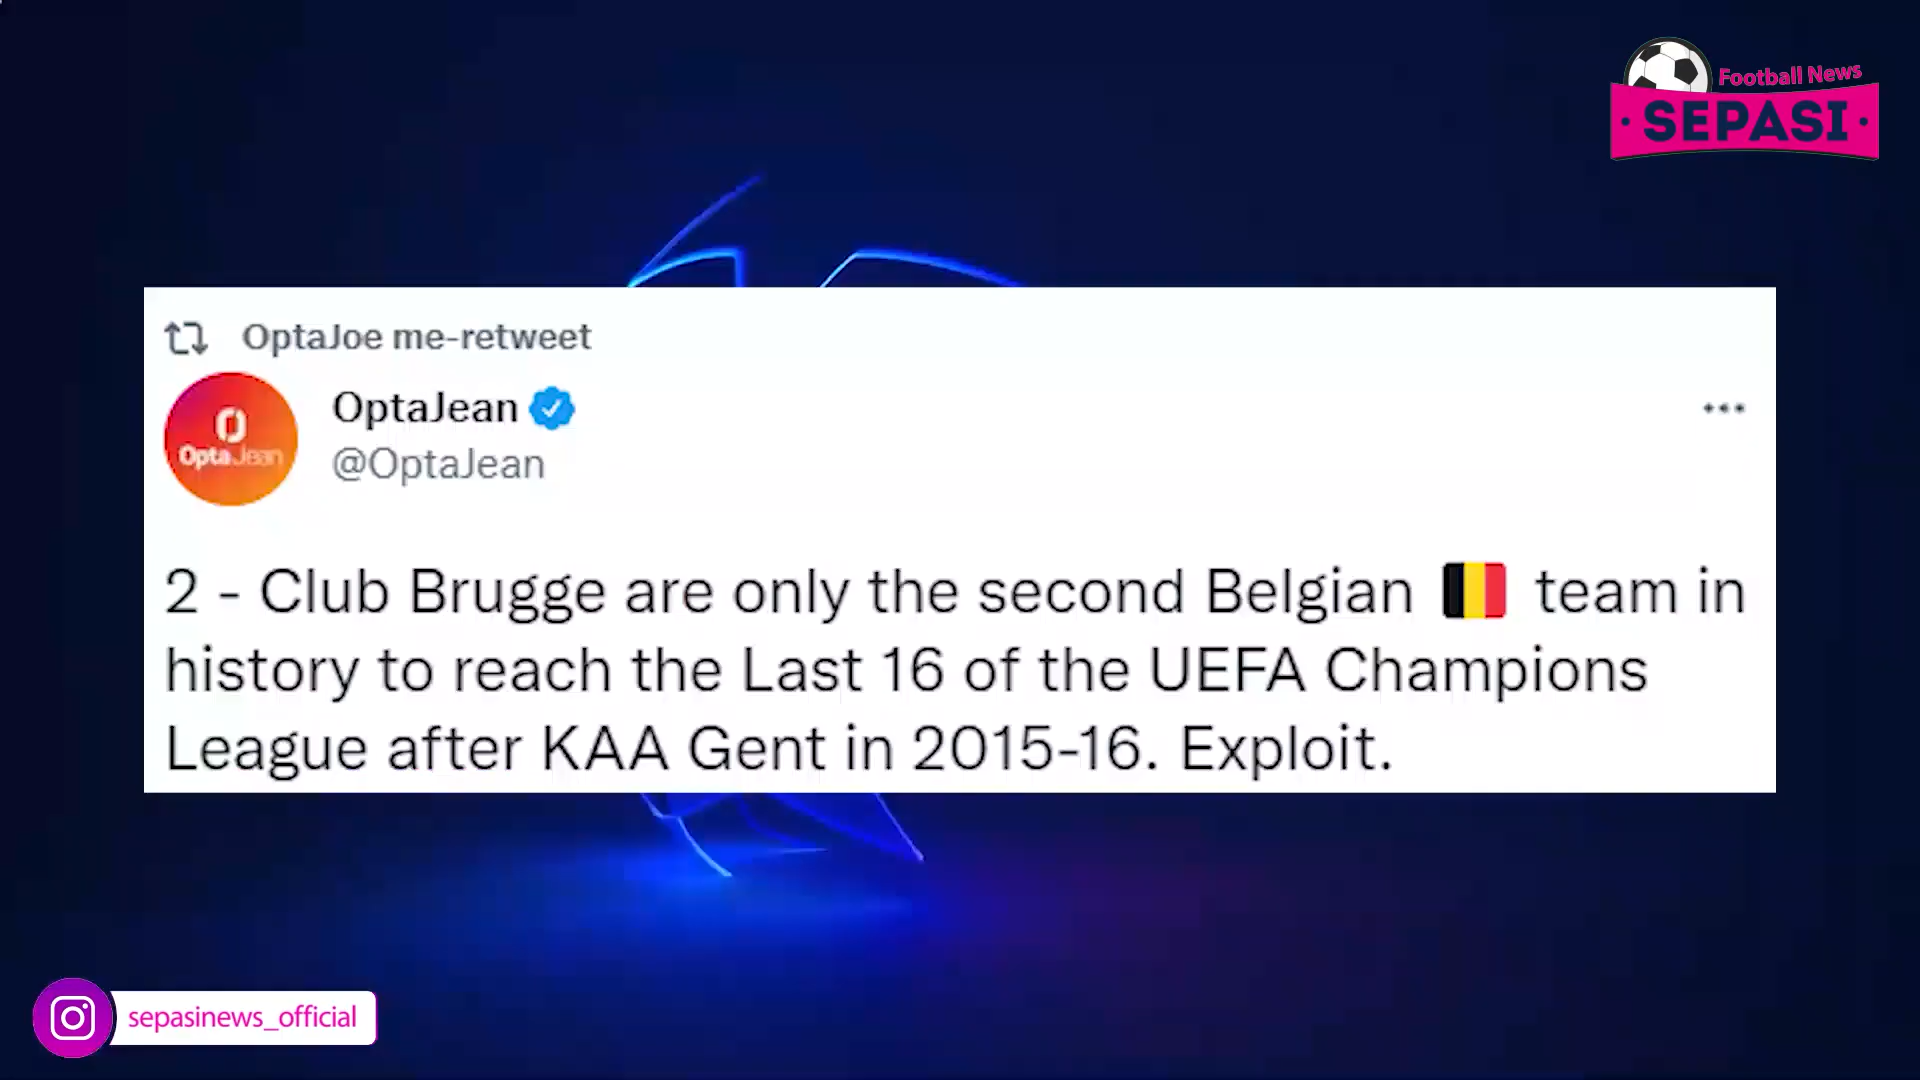 Football News
· SEPASI ·
OptaJoe me-retweet
OptaJean
@OptaJean
Opta Jean
2 - Club Brugge are only the second Belgian 🇧🇪 team in
history to reach the Last 16 of the UEFA Champions
League after KAA Gent in 2015-16. Exploit.
sepasinews_official